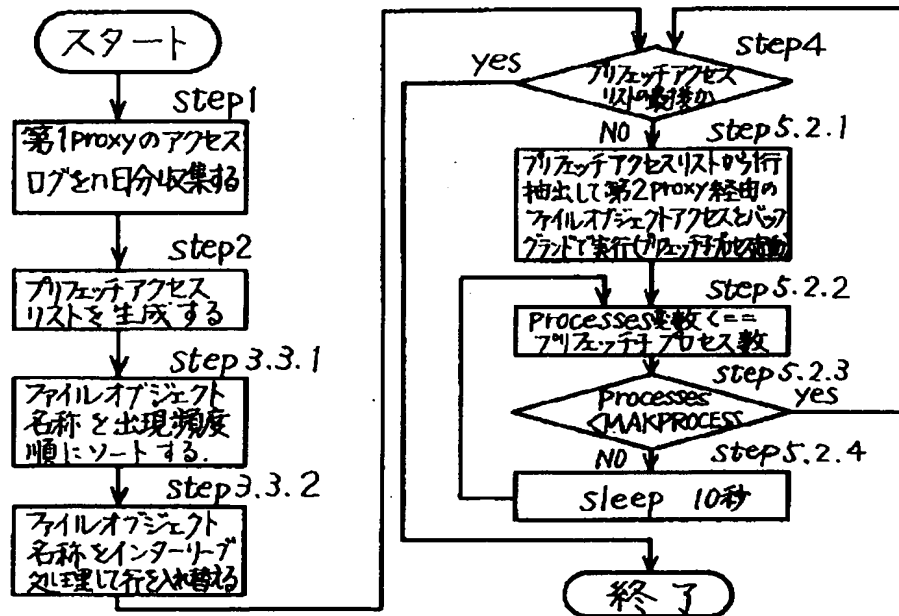 スタート
step1
第1proxyのアクセス
ログをn日分収集する
step2
プリフェッチアクセス
リストを生成する
step3.3.1
ファイルオブジェクト
名称を出現頻度
順にソートする.
step3.3.2
ファイルオブジェクト
名称をインターリーブ
処理して行を入れ替える
step4
yes
プリフェッチアクセス
リストの最後か
NO
step5.2.1
プリフェッチアクセスリストから1行
抽出して第2proxy経由の
ファイルオブジェクトアクセスをバック
グランドで実行(プリフェッチプロセス起動)
step5.2.2
processes変数<==
プリフェッチプロセス数
step5.2.3
processes
<MAKPROCESS
yes
NO
step5.2.4
sleep 10秒
終了